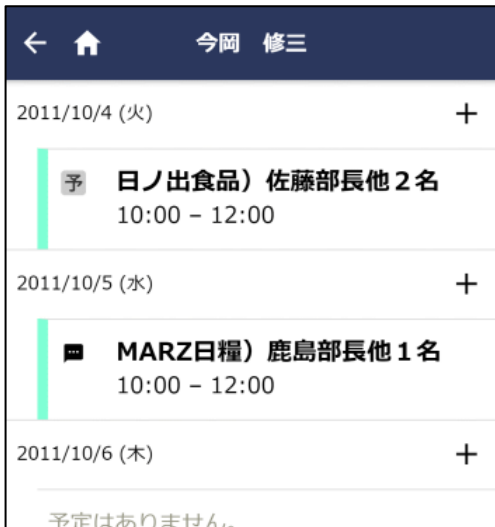 今岡　修三
2011/10/4 (火)
予
日ノ出食品）佐藤部長他２名
10:00 – 12:00
2011/10/5 (水)
MARZ日糧）鹿島部長他１名
10:00 – 12:00
2011/10/6 (木)
予定はありません。